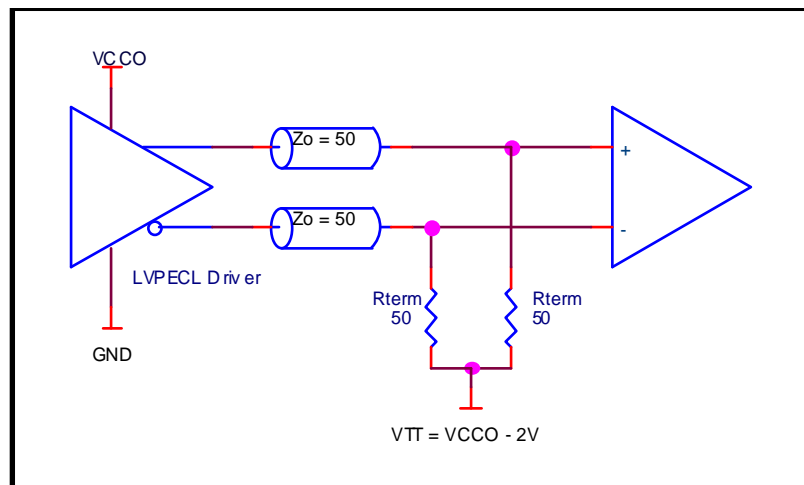 VCCO
Zo = 50
+
Zo = 50
-
LVPECL Driver
Rterm
50
Rterm
50
GND
VTT = VCCO - 2V